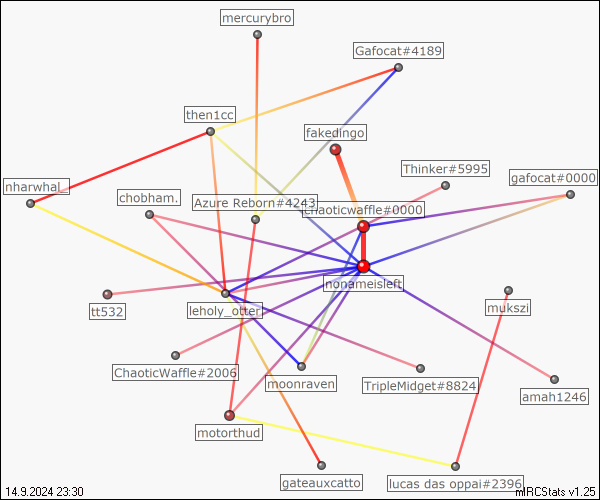 mercurybro
Gafocat#4189
then1cc
fakedingo
Thinker#5995
gafocat#0000
nharwhal_
chobham.
Azure Reborn#4243
chaoticwaffle#0000
nonameisleft
mukszi
tt532
leholy_otter
ChaoticWaffle#2006
moonraven
TripleMidget#8824
amah1246
motorthud
gateauxcatto
lucas das oppai#2396
14.9.2024 23:30
mIRCStats v1.25